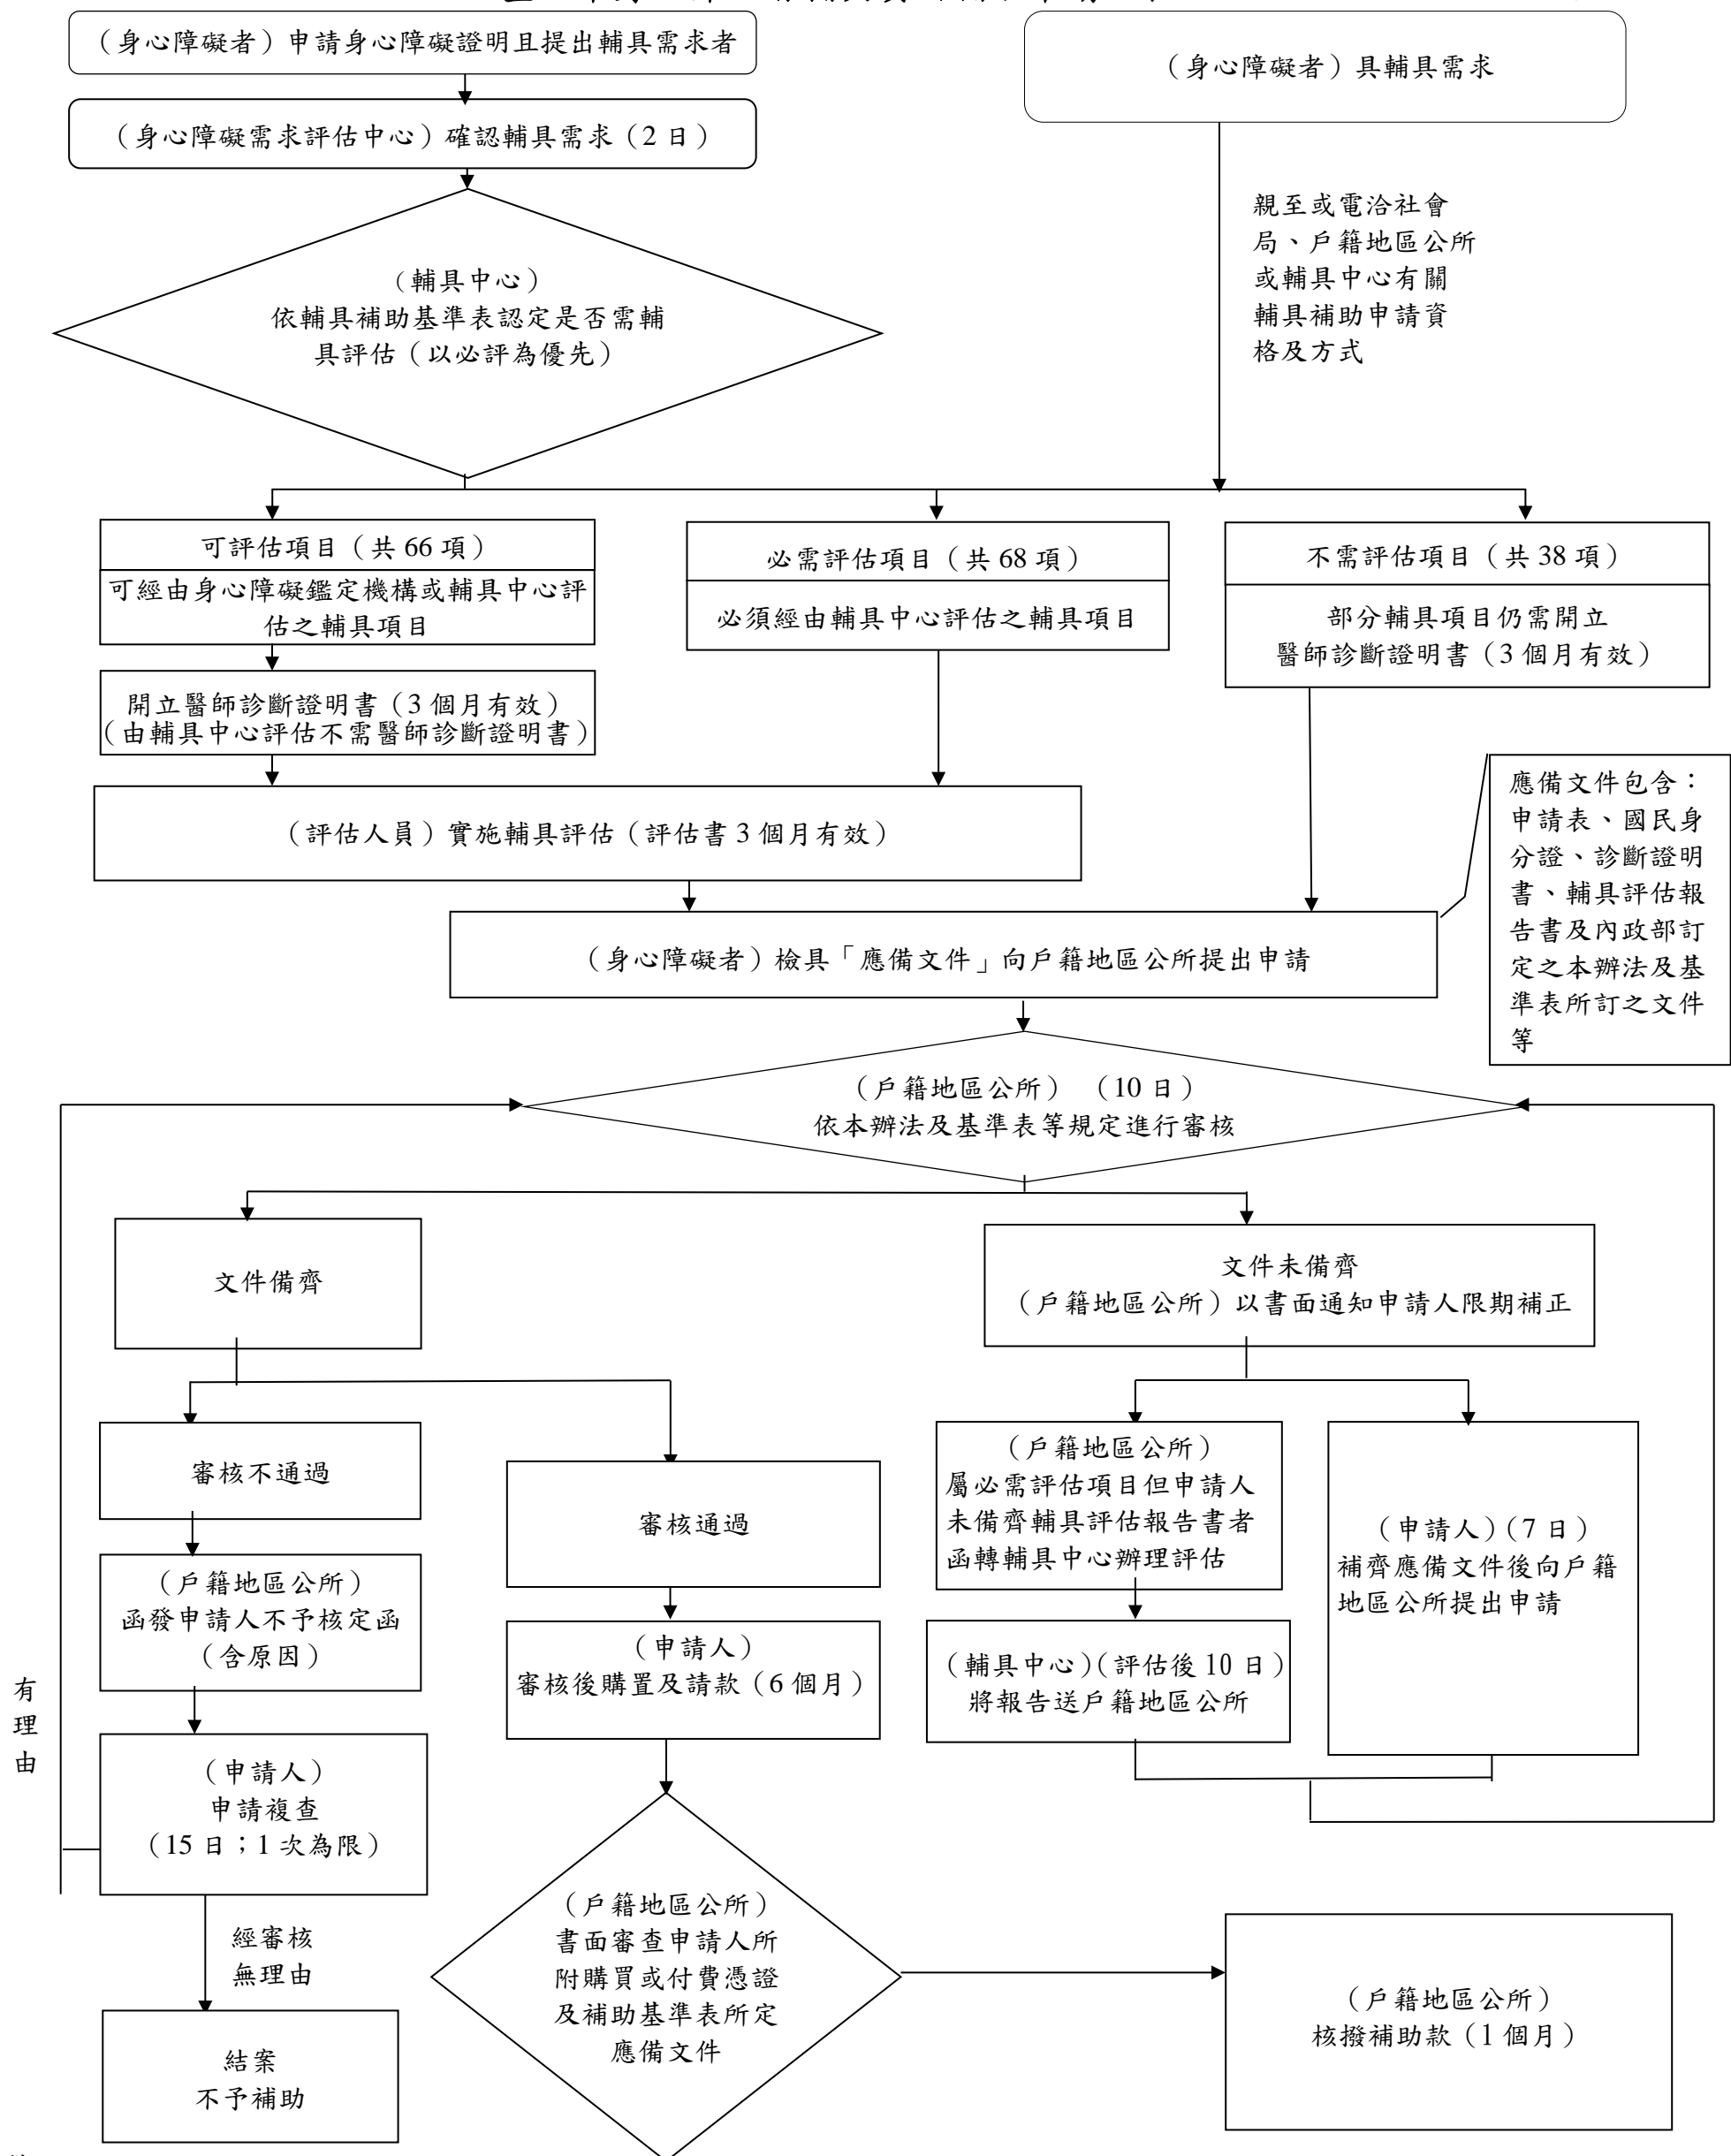 （身心障礙者）申請身心障礙證明且提出輔具需求者
（身心障礙者）具輔具需求
（身心障礙需求評估中心）確認輔具需求（2 日）
親至或電洽社會
局、戶籍地區公所
或輔具中心有關
輔具補助申請資
格及方式
（輔具中心）
依輔具補助基準表認定是否需輔
具評估（以必評為優先）
可評估項目（共 66 項）
可經由身心障礙鑑定機構或輔具中心評
估之輔具項目
必需評估項目（共 68 項）
必須經由輔具中心評估之輔具項目
不需評估項目（共 38 項）
部分輔具項目仍需開立
醫師診斷證明書（3 個月有效）
開立醫師診斷證明書（3 個月有效）
（由輔具中心評估不需醫師診斷證明書）
（評估人員）實施輔具評估（評估書 3 個月有效）
應備文件包含：
申請表、國民身
分證、診斷證明
書、輔具評估報
告書及內政部訂
定之本辦法及基
準表所訂之文件
等
（身心障礙者）檢具「應備文件」向戶籍地區公所提出申請
（戶籍地區公所）（10 日）
依本辦法及基準表等規定進行審核
文件備齊
文件未備齊
（戶籍地區公所）以書面通知申請人限期補正
審核不通過
審核通過
（戶籍地區公所）
屬必需評估項目但申請人
未備齊輔具評估報告書者
函轉輔具中心辦理評估
（申請人）（7 日）
補齊應備文件後向戶籍
地區公所提出申請
（戶籍地區公所）
函發申請人不予核定函
（含原因）
（申請人）
審核後購置及請款（6 個月）
（輔具中心）（評估後 10 日）
將報告送戶籍地區公所
有
理
由
（申請人）
申請複查
（15 日；1 次為限）
經審核
無理由
（戶籍地區公所）
書面審查申請人所
附購買或付費憑證
及補助基準表所定
應備文件
（戶籍地區公所）
核撥補助款（1 個月）
結案
不予補助